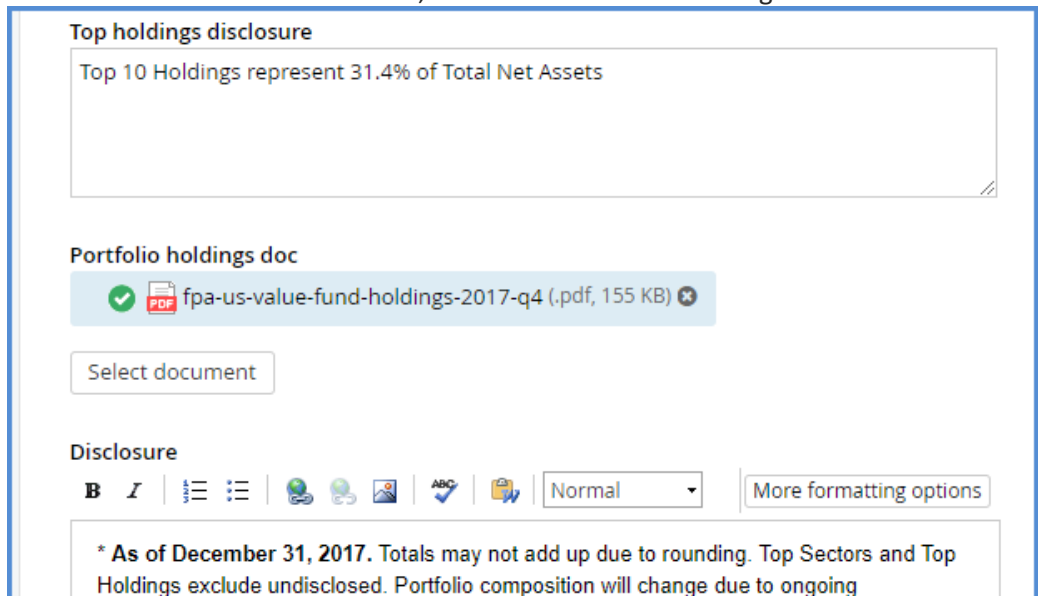 Top holdings disclosure
Top 10 Holdings represent 31.4% of Total Net Assets
Portfolio holdings doc
PDF fpa-us-value-fund-holdings-2017-q4 (.pdf, 155 KB)
Select document
Disclosure
B I ABC W Normal More formatting options
* As of December 31, 2017. Totals may not add up due to rounding. Top Sectors and Top
Holdings exclude undisclosed. Portfolio composition will change due to ongoing